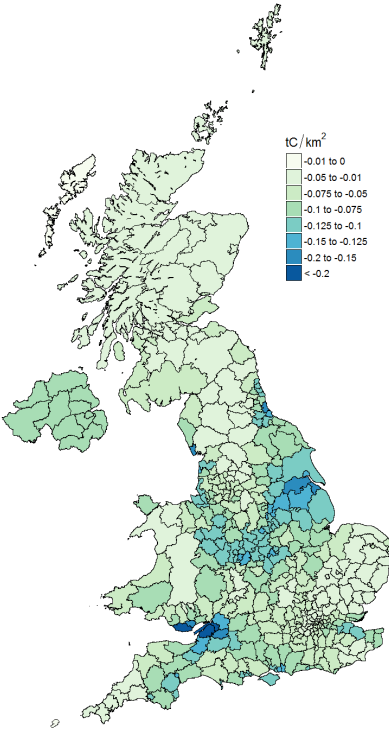 tC/km²
-0.01 to 0
-0.05 to -0.01
-0.075 to -0.05
-0.1 to -0.075
-0.125 to -0.1
-0.15 to -0.125
-0.2 to -0.15
< -0.2